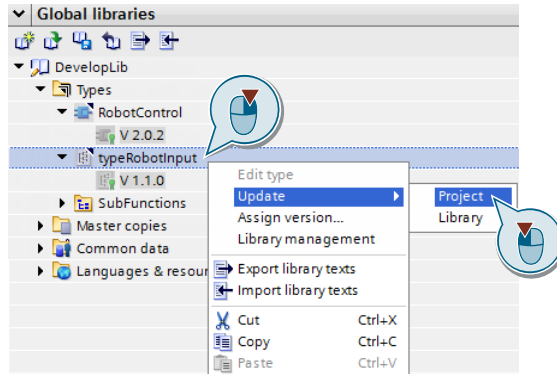 Global libraries
DevelopLib
Types
RobotControl
V 2.0.2
typeRobotInput
V 1.1.0
SubFunctions
Master copies
Common data
Languages & resour
Edit type
Update
Assign version...
Library management
Export library texts
Import library texts
Cut Ctrl+X
Copy Ctrl+C
Paste Ctrl+V
Project
Library